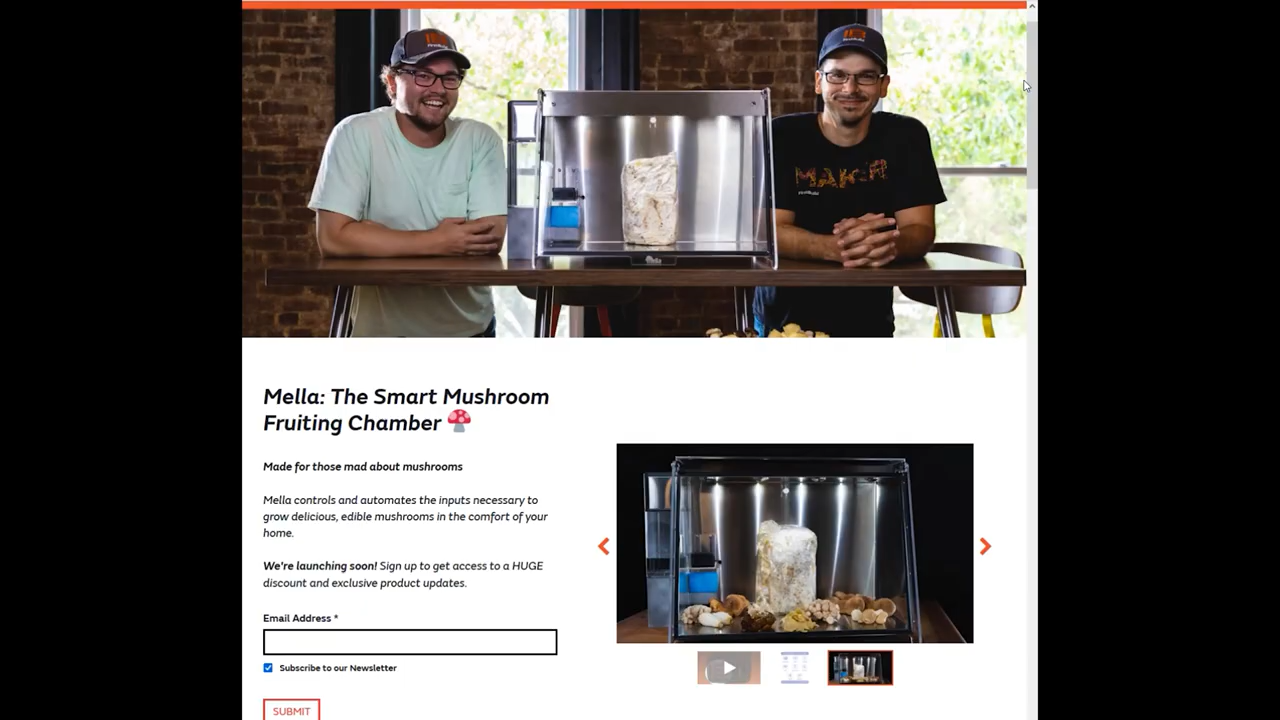 MAKER
Mella: The Smart Mushroom
Fruiting Chamber
Made for those mad about mushrooms
Mella controls and automates the inputs necessary to
grow delicious, edible mushrooms in the comfort of your
home.
We're launching soon! Sign up to get access to a HUGE
discount and exclusive product updates.
Email Address *
Subscribe to our Newsletter
SUBMIT